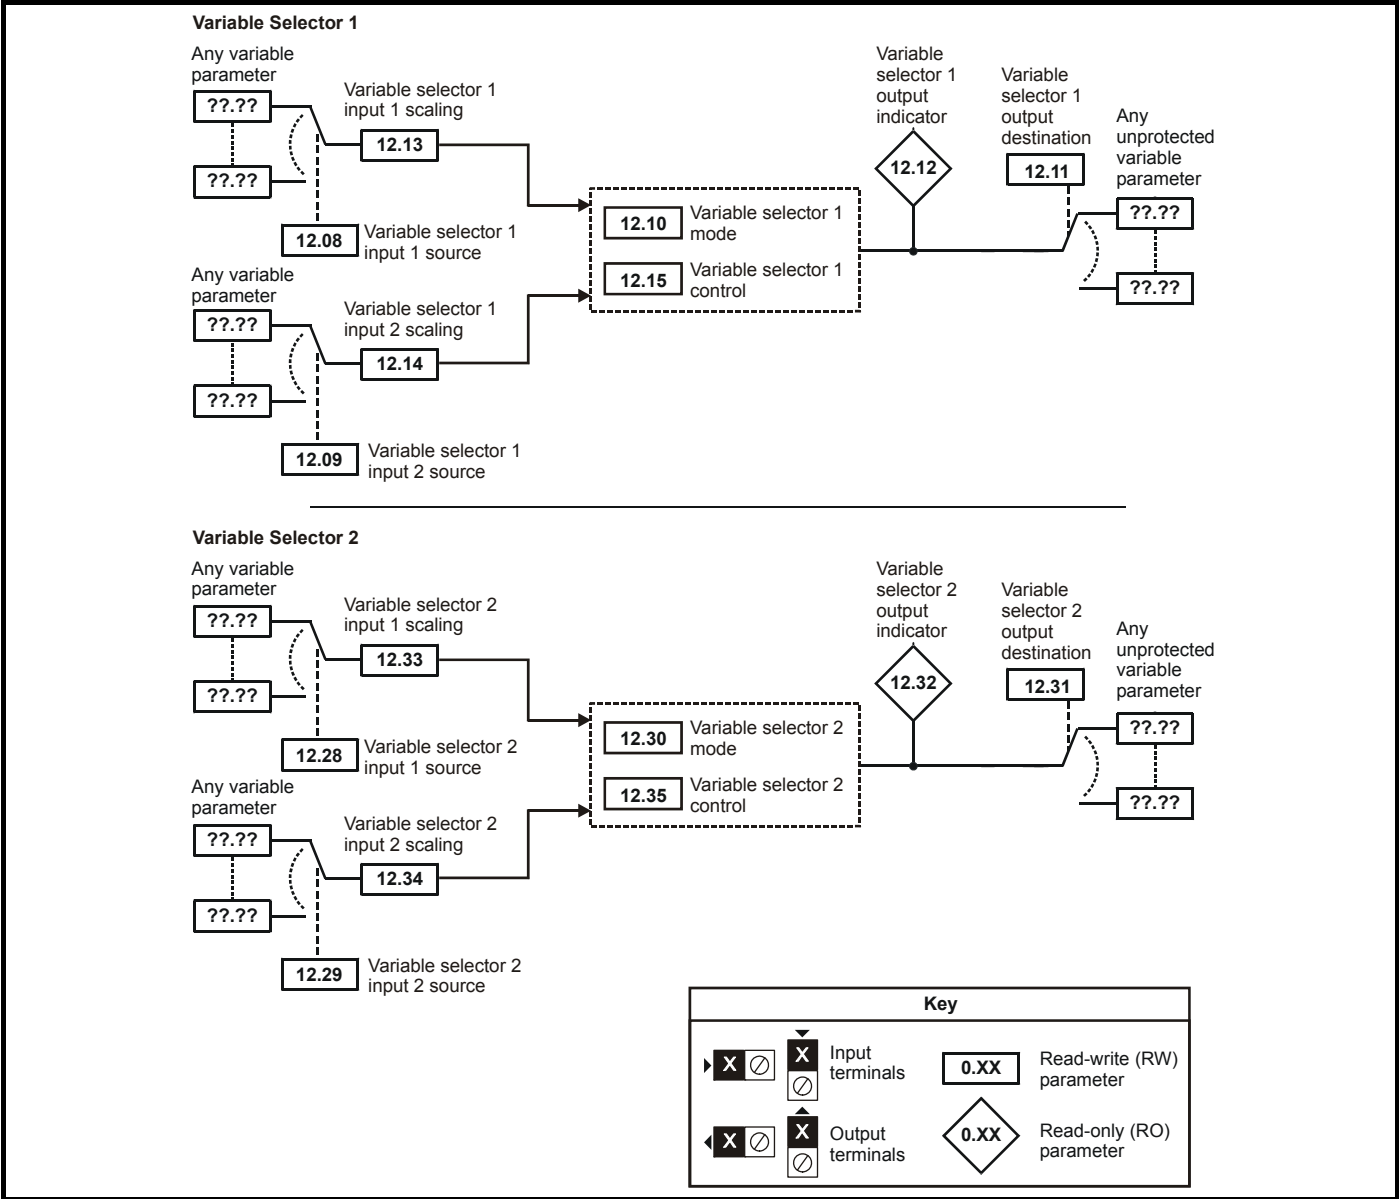 Variable Selector 1
Any variable
parameter
??.??
??.??
Variable selector 1
input 1 scaling
12.13
12.08
Variable selector 1
input 1 source
Any variable
parameter
??.??
??.??
Variable selector 1
input 2 scaling
12.14
12.09
Variable selector 1
input 2 source
12.10
Variable selector 1
mode
12.15
Variable selector 1
control
Variable
selector 1
output
indicator
12.12
Variable
selector 1
output
destination
12.11
Any
unprotected
variable
parameter
??.??
??.??
Variable Selector 2
Any variable
parameter
??.??
??.??
Variable selector 2
input 1 scaling
12.33
12.28
Variable selector 2
input 1 source
Any variable
parameter
??.??
??.??
Variable selector 2
input 2 scaling
12.34
12.29
Variable selector 2
input 2 source
12.30
Variable selector 2
mode
12.35
Variable selector 2
control
Variable
selector 2
output
indicator
12.32
Variable
selector 2
output
destination
12.31
Any
unprotected
variable
parameter
??.??
??.??
Key
X
X
Input
terminals
0.XX
Read-write (RW)
parameter
X
X
Output
terminals
0.XX
Read-only (RO)
parameter